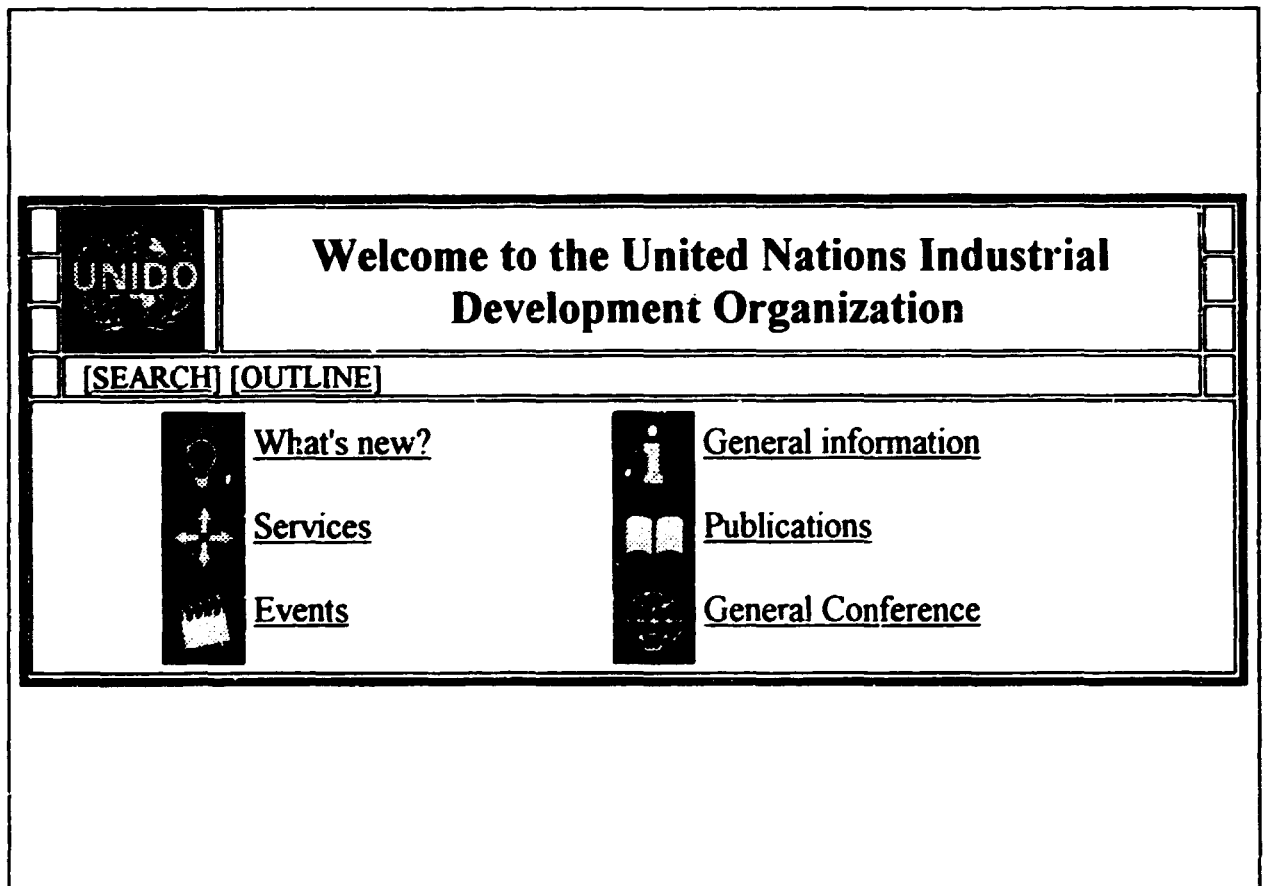 UNIDO
Welcome to the United Nations Industrial
Development Organization
[SEARCH] [OUTLINE]
What's new?
General information
Services
Publications
Events
General Conference